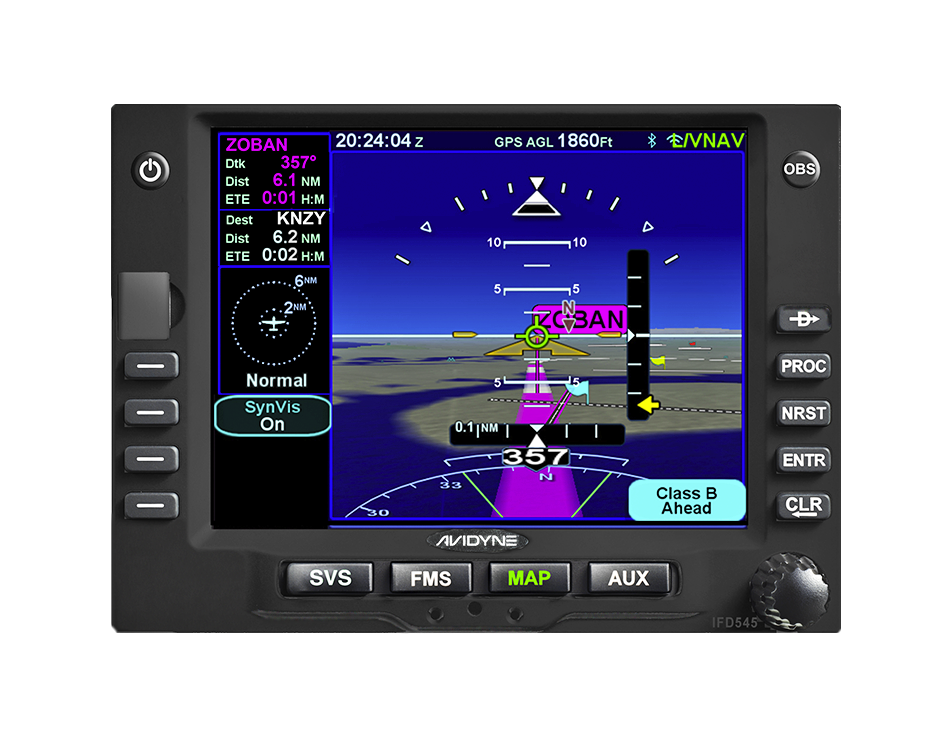 ZOBAN
Dtk 357°
Dist 6.1 NM
ETE 0:01 H:M
Dest KNZY
Dist 6.2 NM
ETE 0:02 H:M
6NM
2NM
Normal
SynVis
On
20:24:04 Z
GPS AGL 1860Ft
L/VNAV
10 10
5 5
N
ZOBAN
5 5
0.1 NM
357
N
33
30
Class B
Ahead
OBS
D
PROC
NRST
ENTR
CLR
AVIDYNE
SVS
FMS
MAP
AUX
IFD545